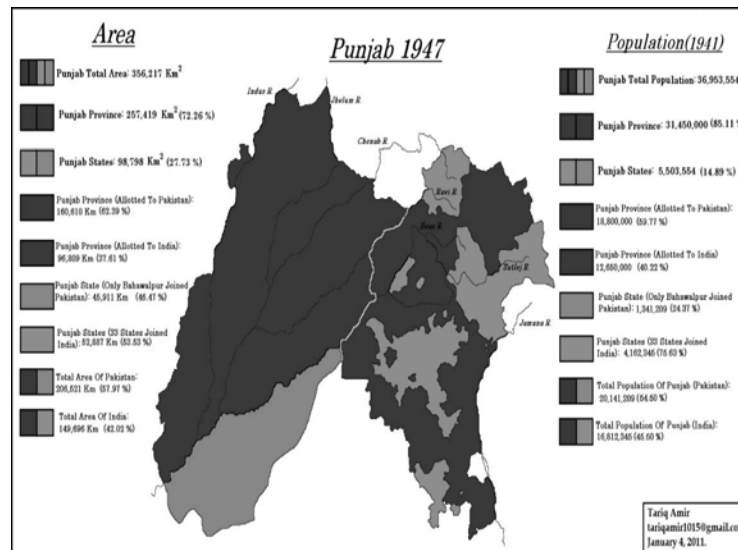 Area
Punjab Total Area: 356,217 Km²
Punjab Province: 257,419 Km² (72.26 %)
Punjab States: 98,798 Km² (27.73 %)
Punjab Province (Allotted To Pakistan):
160,610 Km (62.39 %)
Punjab Province (Allotted To India):
96,809 Km (37.61 %)
Punjab State (Only Bahawalpur Joined
Pakistan): 45,911 Km (46.47 %)
Punjab States (33 States Joined
India): 52,887 Km (53.53 %)
Total Area Of Pakistan:
206,521 Km (57.97 %)
Total Area Of India:
149,696 Km (42.02 %)
Punjab 1947
Indus R.
Jhelum R.
Chenab R.
Ravi R.
Beas R.
Sutlej R.
Jamuna R.
Population(1941)
Punjab Total Population: 36,953,554
Punjab Province: 31,450,000 (85.11 %
Punjab States: 5,503,554 (14.89 %)
Punjab Province (Allotted To Pakistan):
18,800,000 (59.77 %)
Punjab Province (Allotted To India)
12,650,000 (40.22 %)
Punjab State (Only Bahawalpur Joined
Pakistan): 1,341,209 (24.37 %)
Punjab States (33 States Joined
India): 4,162,345 (75.63 %)
Total Population Of Punjab (Pakistan):
20,141,209 (54.50 %)
Total Population Of Punjab (India):
16,812,345 (45.50 %)
Tariq Amir
tariqamir1015@gmail.co
January 4, 2011.